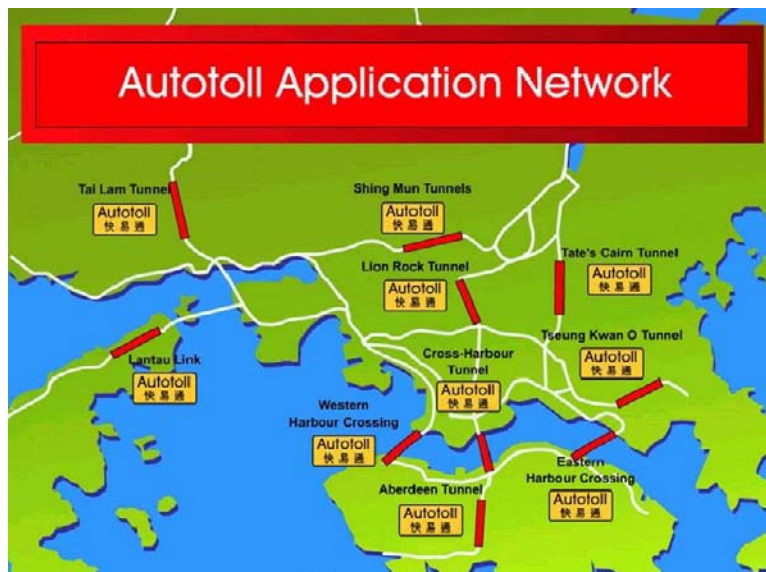 Autotoll Application Network
Tai Lam Tunnel
Autotoll
快易通
Shing Mun Tunnels
Autotoll
快易通
Lion Rock Tunnel
Autotoll
快易通
Tate's Cairn Tunnel
Autotoll
快易通
Tseung Kwan O Tunnel
Autotoll
快易通
Lantau Link
Autotoll
快易通
Cross-Harbour
Tunnel
Autotoll
快易通
Western
Harbour Crossing
Autotoll
快易通
Eastern
Harbour Crossing
Autotoll
快易通
Aberdeen Tunnel
Autotoll
快易通